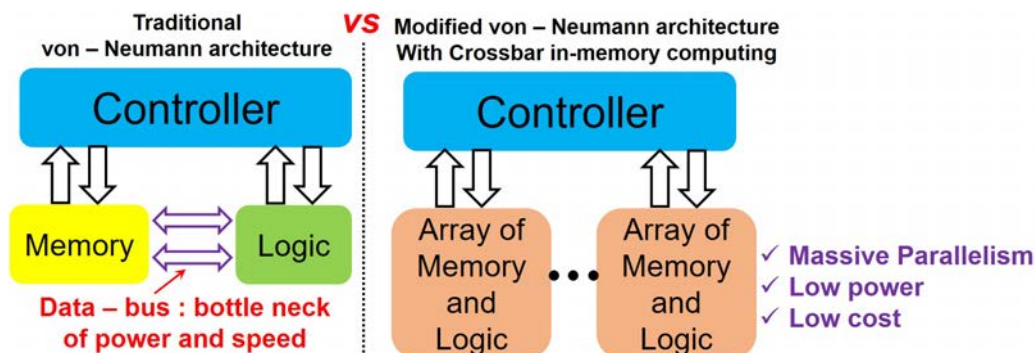 Traditional
von – Neumann architecture
vs
Modified von – Neumann architecture
With Crossbar in-memory computing
Controller
Memory
Logic
Data – bus : bottle neck
of power and speed
Controller
Array of
Memory
and
Logic
•••
Array of
Memory
and
Logic
✓ Massive Parallelism
✓ Low power
✓ Low cost